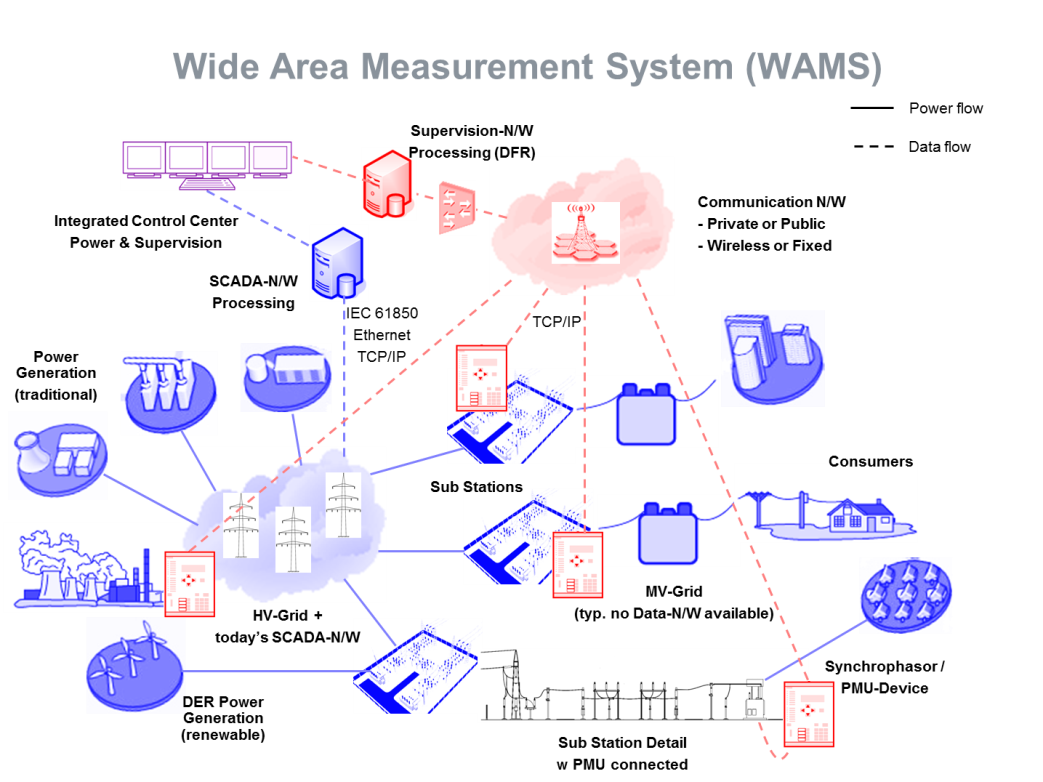 Wide Area Measurement System (WAMS)
Power flow
Data flow
Supervision-N/W
Processing (DFR)
Communication N/W
- Private or Public
- Wireless or Fixed
Integrated Control Center
Power & Supervision
SCADA-N/W
Processing
IEC 61850
Ethernet
TCP/IP
TCP/IP
Power
Generation
(traditional)
Consumers
Sub Stations
MV-Grid
(typ. no Data-N/W available)
HV-Grid +
today's SCADA-N/W
Synchrophasor /
PMU-Device
DER Power
Generation
(renewable)
Sub Station Detail
w PMU connected